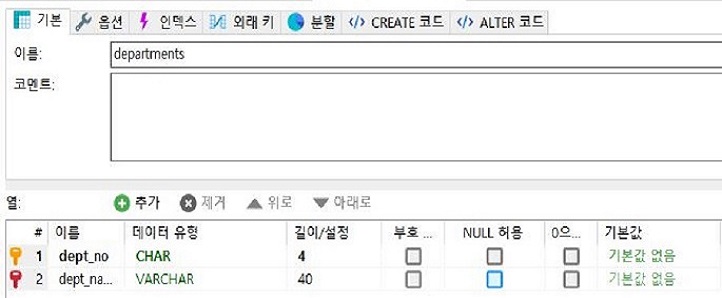 기본 옵션 인덱스 외래 키 분할 </> CREATE 코드 </> ALTER 코드
이름: departments
코멘트:
열: 추가 제거 위로 아래로
# 이름 데이터 유형 길이/설정 부호 ... NULL 허용 0으... 기본값
1 dept_no CHAR 4 기본값 없음
2 dept_na... VARCHAR 40 기본값 없음